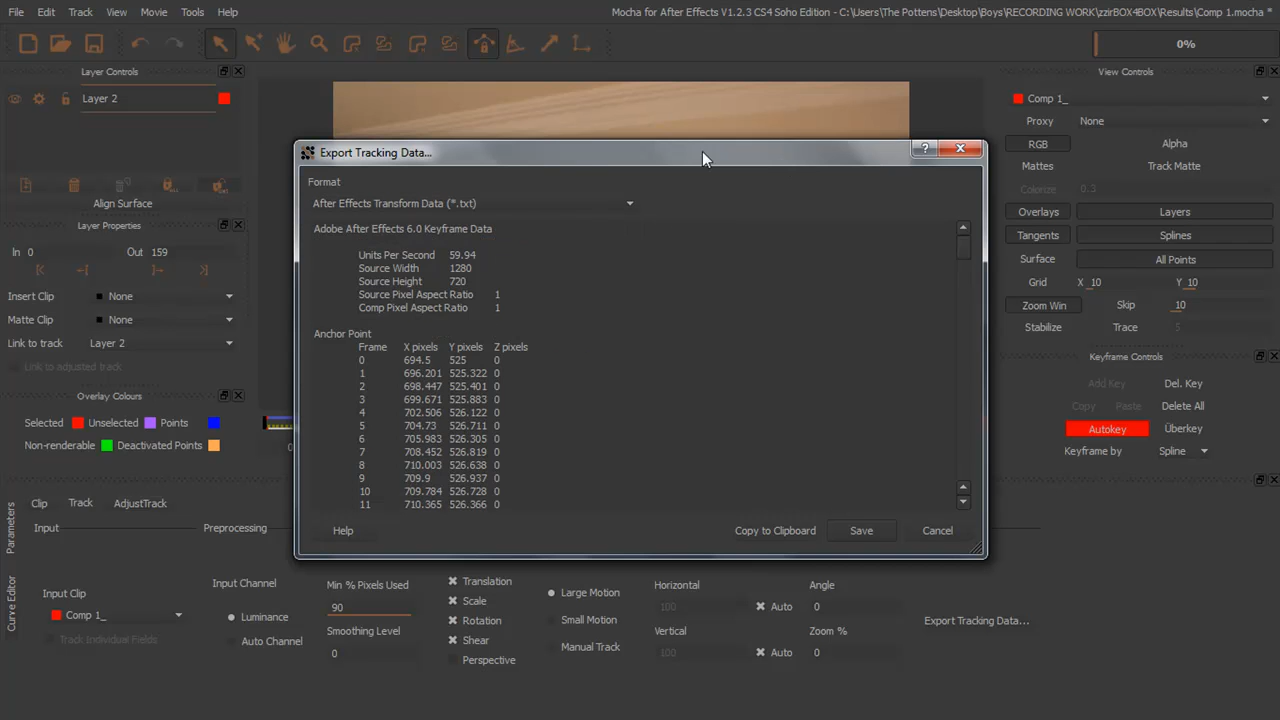 File Edit Track View Movie Tools Help
Mocha for After Effects V1.2.3 CS4 Soho Edition - C:\Users\The Pottens\Desktop\Boys\RECORDING WORK\zzirBOX4BOX\Results\Comp 1.mocha *
0%
Layer Controls
Layer 2
Align Surface
Layer Properties
In 0 Out 159
Insert Clip None
Matte Clip None
Link to track Layer 2
Link to adjusted track
Overlay Colours
Selected Unselected Points
Non-renderable Deactivated Points
Export Tracking Data...
Format
After Effects Transform Data (*.txt)
Adobe After Effects 6.0 Keyframe Data
Units Per Second 59.94
Source Width 1280
Source Height 720
Source Pixel Aspect Ratio 1
Comp Pixel Aspect Ratio 1
Anchor Point
Frame X pixels Y pixels Z pixels
0 694.5 525 0
1 696.201 525.322 0
2 698.447 525.401 0
3 699.671 525.883 0
4 702.506 526.122 0
5 704.73 526.711 0
6 705.983 526.305 0
7 708.452 526.819 0
8 710.003 526.638 0
9 709.9 526.937 0
10 709.784 526.728 0
11 710.365 526.366 0
Help Copy to Clipboard Save Cancel
View Controls
Comp 1_
Proxy None
RGB Alpha
Mattes Track Matte
Colorize 0.3
Overlays Layers
Tangents Splines
Surface All Points
Grid X 10 Y 10
Zoom Win Skip 10
Stabilize Trace 5
Keyframe Controls
Add Key Del. Key
Copy Paste Delete All
Autokey Überkey
Keyframe by Spline
Parameters
Curve Editor
Clip Track AdjustTrack
Input Preprocessing
Input Clip
Comp 1_
Track Individual Fields
Input Channel
Luminance
Auto Channel
Min % Pixels Used
90
Smoothing Level
0
Translation
Scale
Rotation
Shear
Perspective
Large Motion
Small Motion
Manual Track
Horizontal
100 Auto
Vertical
100 Auto
Angle
0
Zoom %
0
Export Tracking Data...